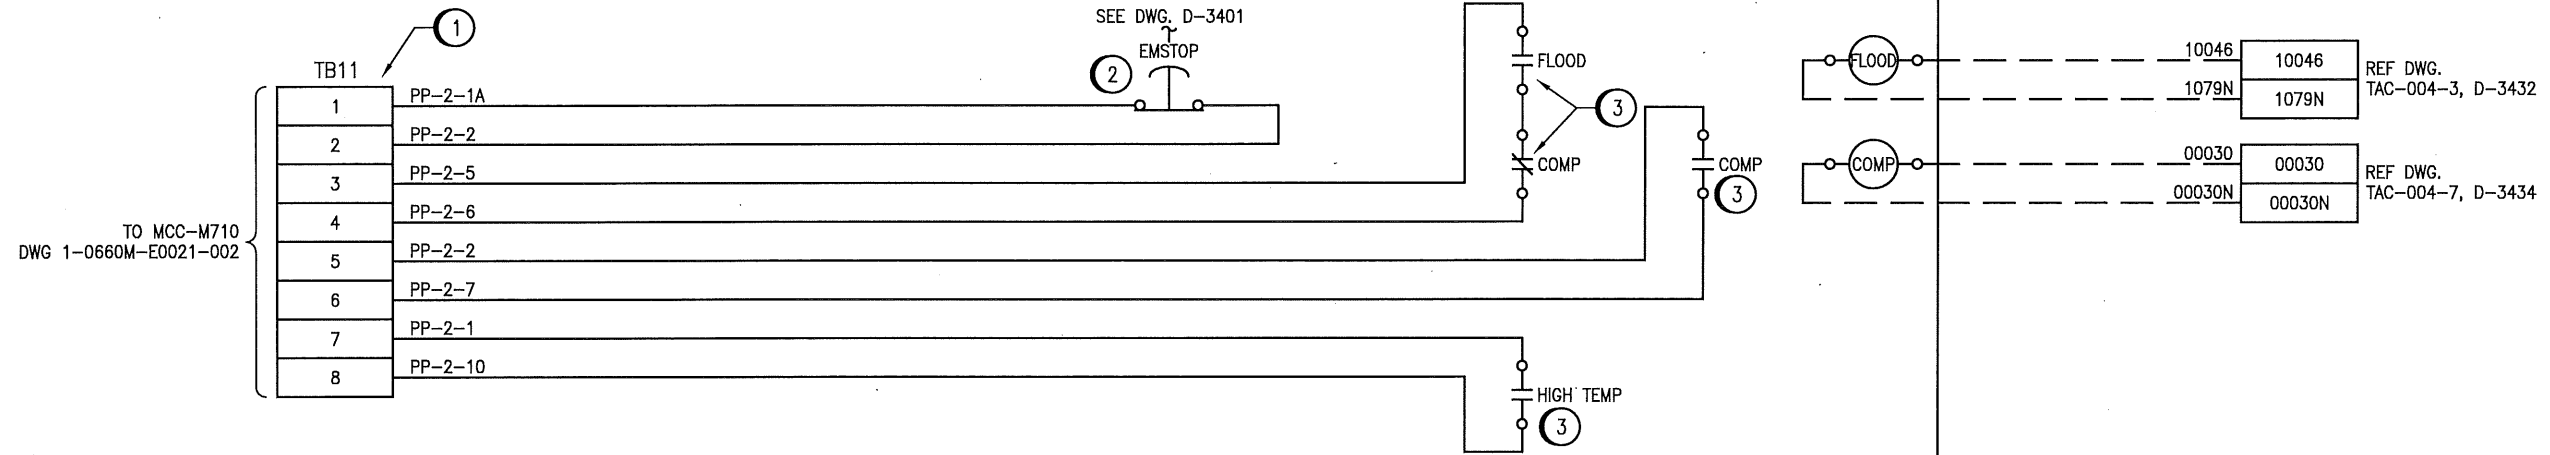 SEE DWG. D-3401
1
EMSTOP
2
TB11
1 PP-2-1A
2 PP-2-2
3 PP-2-5
4 PP-2-6
5 PP-2-2
6 PP-2-7
7 PP-2-1
8 PP-2-10
TO MCC-M710
DWG 1-0660M-E0021-002
FLOOD
3
COMP
COMP
3
HIGH TEMP
3
FLOOD
10046 10046
1079N 1079N
REF DWG.
TAC-004-3, D-3432
COMP
00030 00030
00030N 00030N
REF DWG.
TAC-004-7, D-3434